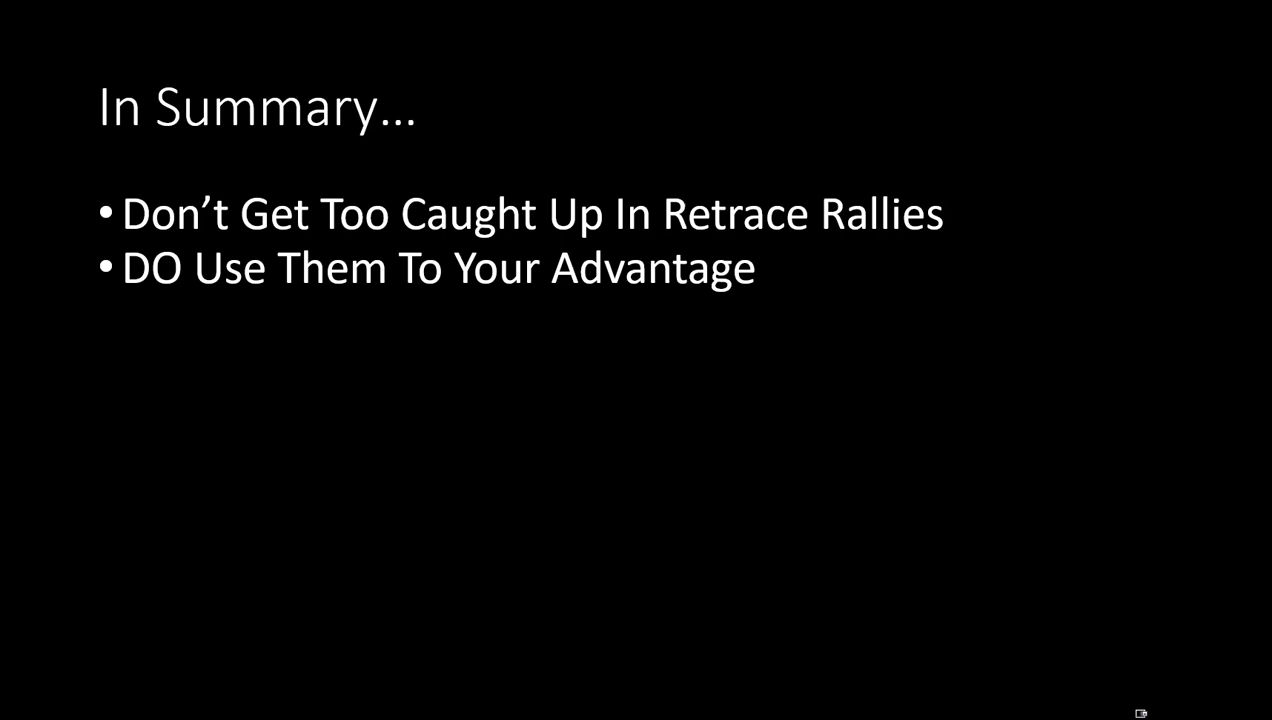 In Summary...
• Don’t Get Too Caught Up In Retrace Rallies
• DO Use Them To Your Advantage